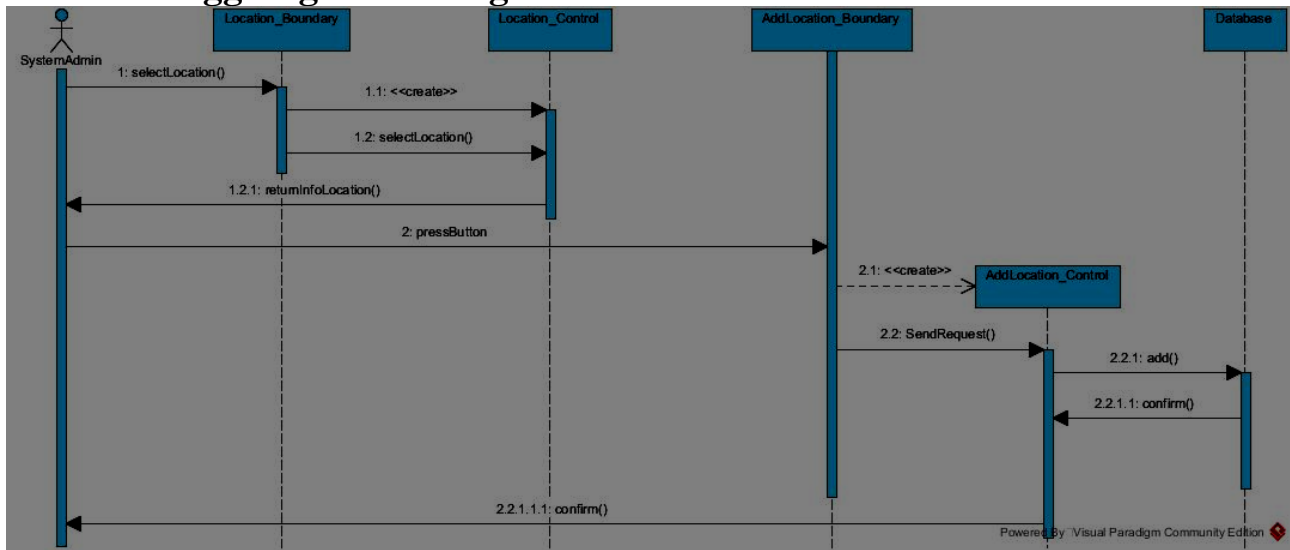 Location_Boundary
Location_Control
AddLocation_Boundary
Database
SystemAdmin
1: selectLocation()
1.1: <<create>>
1.2: selectLocation()
1.2.1: returnInfoLocation()
2: pressButton
2.1: <<create>>
AddLocation_Control
2.2: SendRequest()
2.2.1: add()
2.2.1.1: confirm()
2.2.1.1.1: confirm()
Powered By Visual Paradigm Community Edition